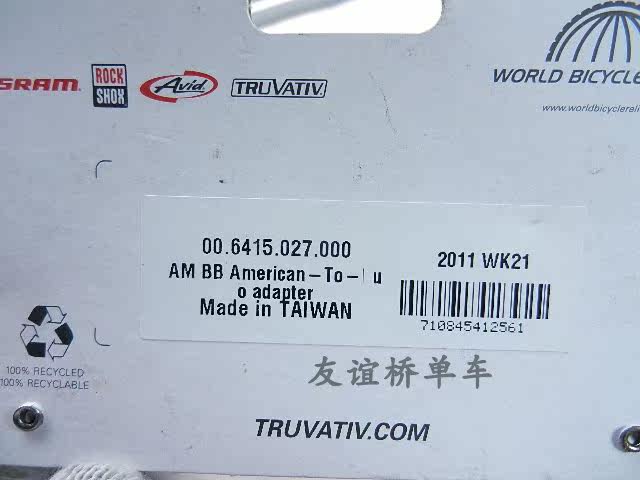 SRAM
ROCK
SHOX
Avid
TRUVATIV
WORLD BICYCLE
www.worldbicyclereli
00.6415.027.000
AM BB American-To-
o adapter
Made in TAIWAN
2011 WK21
710845412561
100% RECYCLED
100% RECYCLABLE
友谊桥单车
TRUVATIV.COM